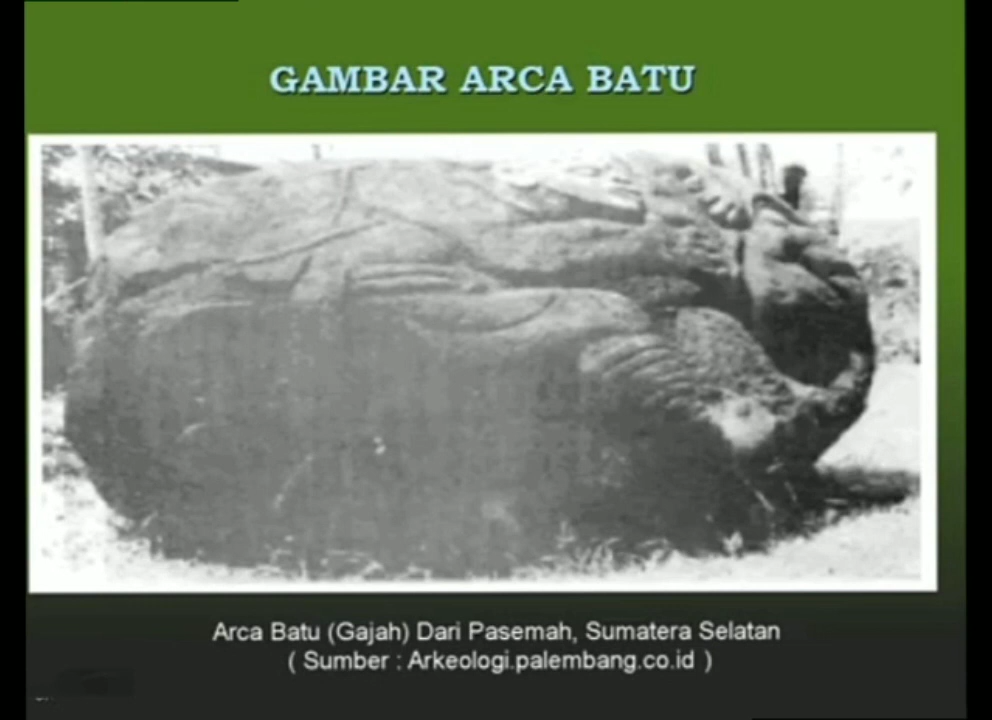 GAMBAR ARCA BATU
Arca Batu (Gajah) Dari Pasemah, Sumatera Selatan
( Sumber : Arkeologi.palembang.co.id )